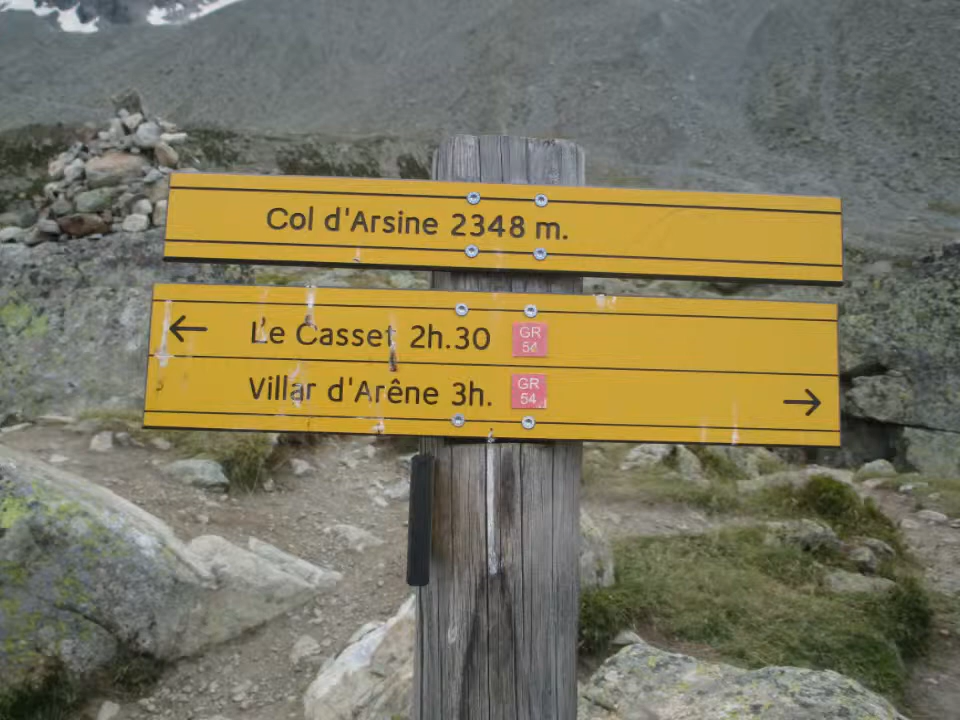 Col d'Arsine 2348 m.
← Le Casset 2h.30 GR 54
Villar d'Arêne 3h. GR 54 →